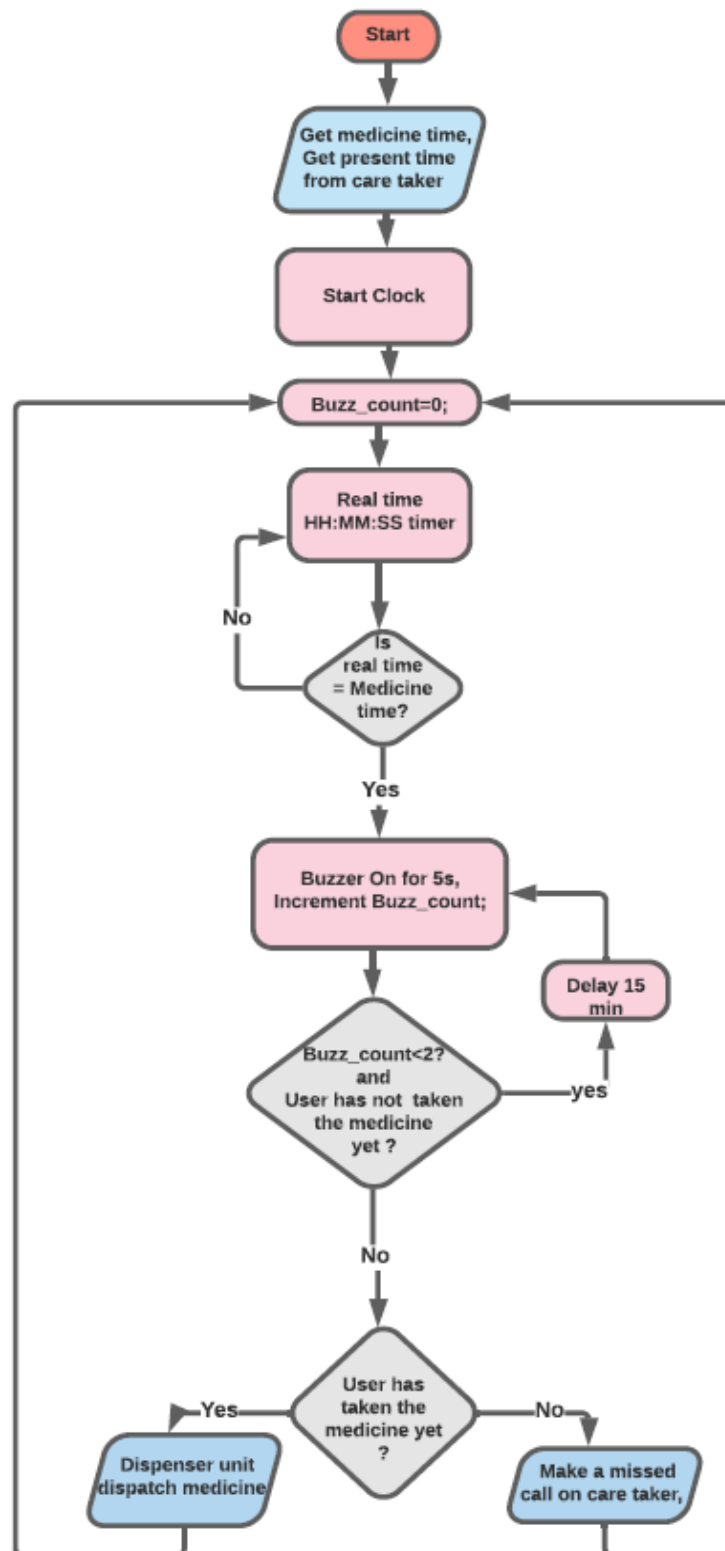 Start
Get medicine time,
Get present time
from care taker
Start Clock
Buzz_count=0;
Real time
HH:MM:SS timer
No
Is
real time
= Medicine
time?
Yes
Buzzer On for 5s,
Increment Buzz_count;
Delay 15
min
Buzz_count<2?
and
User has not taken
the medicine
yet ?
yes
No
User has
taken the
medicine yet
?
Yes
No
Dispenser unit
dispatch medicine
Make a missed
call on care taker,